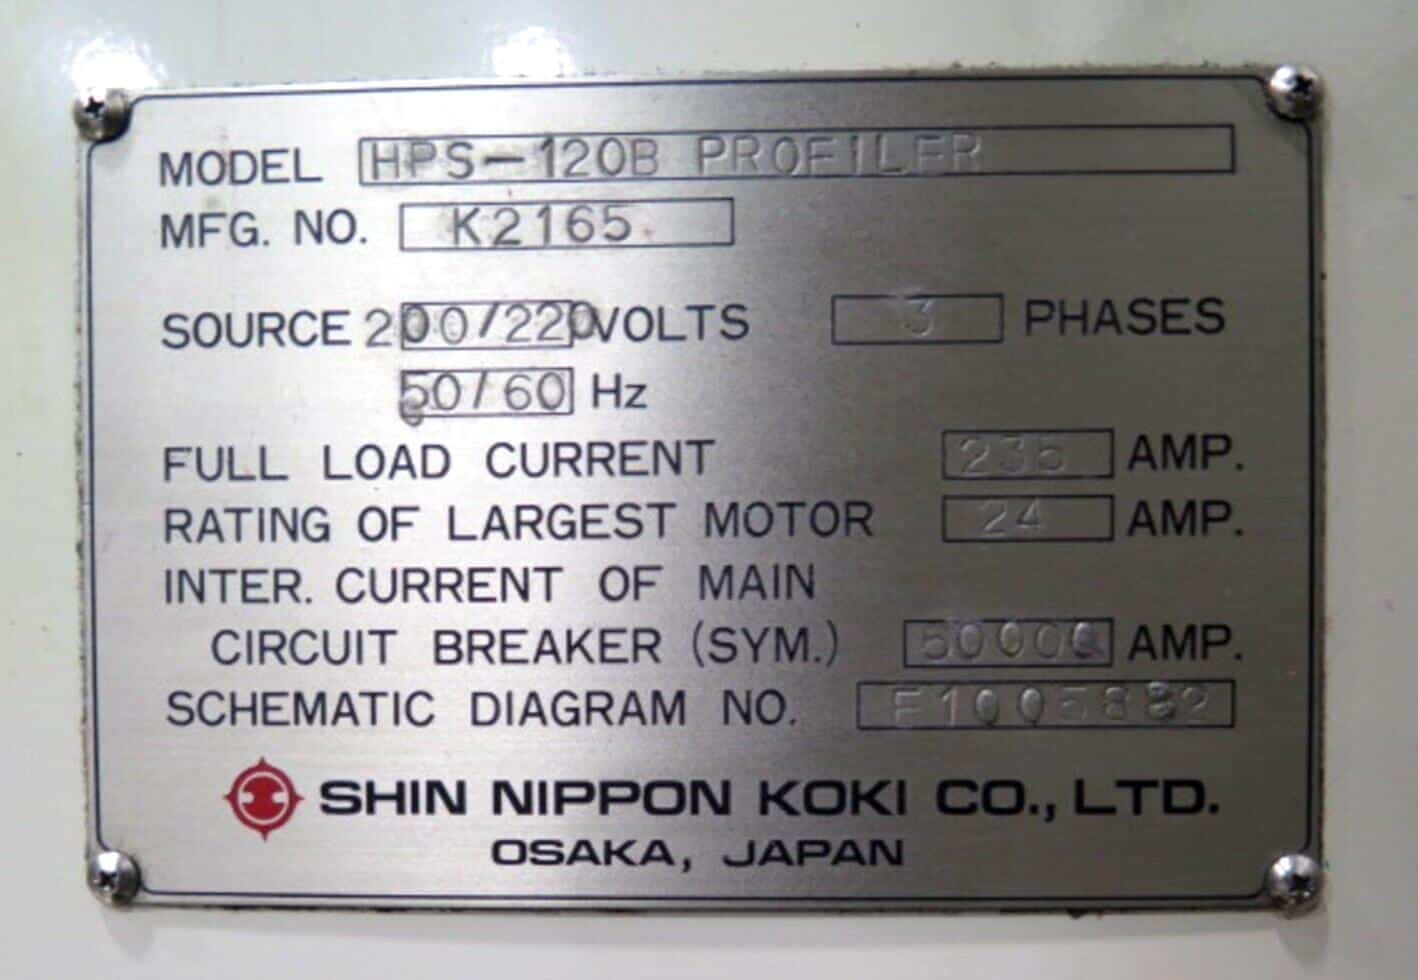 MODEL HPS-120B PROFILER
MFG. NO. K2165
SOURCE 200/220 VOLTS 3 PHASES
50/60 Hz
FULL LOAD CURRENT 235 AMP.
RATING OF LARGEST MOTOR 24 AMP.
INTER. CURRENT OF MAIN
CIRCUIT BREAKER (SYM.) 50000 AMP.
SCHEMATIC DIAGRAM NO.
SHIN NIPPON KOKI CO., LTD.
OSAKA, JAPAN